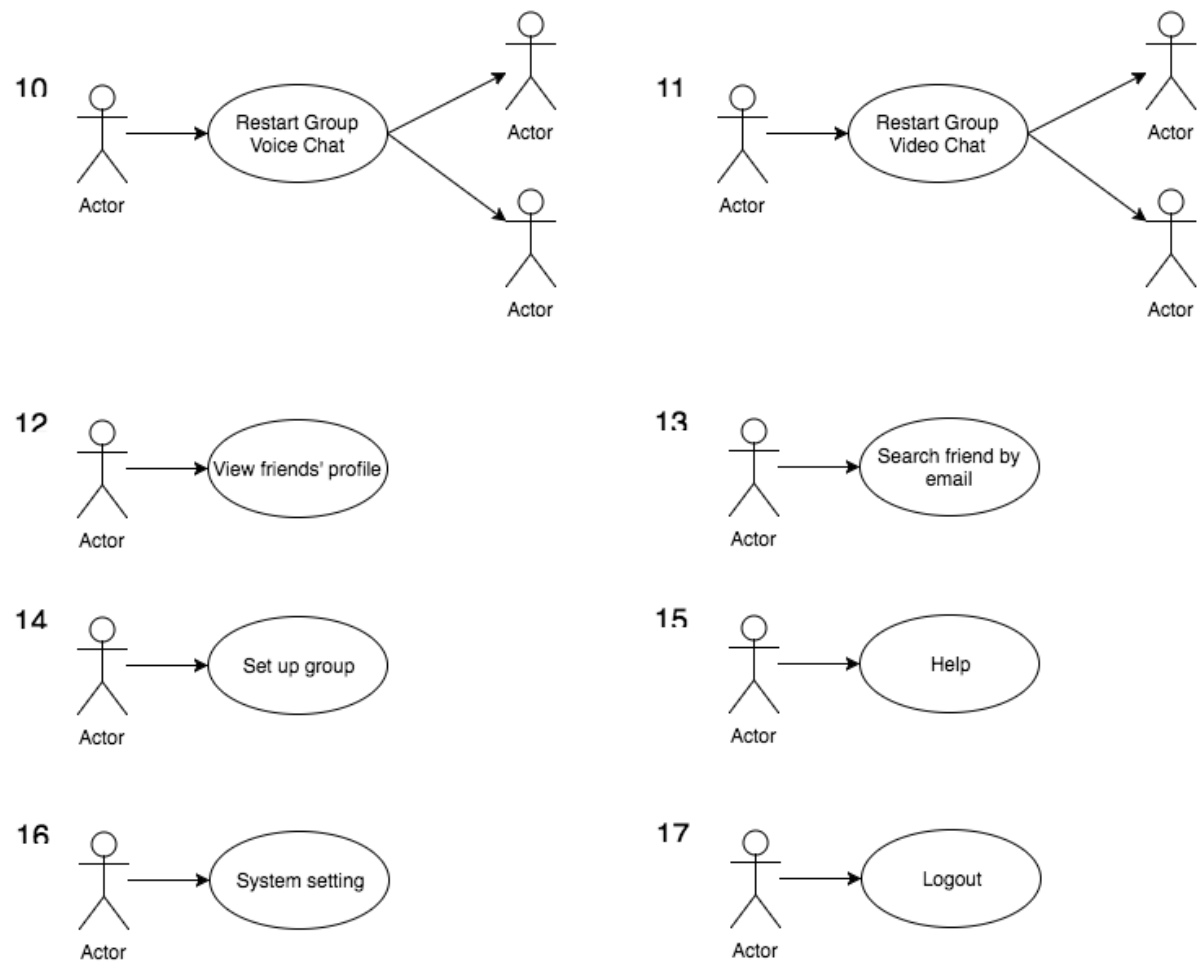 10
Actor
Restart Group
Voice Chat
Actor
Actor
11
Actor
Restart Group
Video Chat
Actor
Actor
12
Actor
View friends' profile
13
Actor
Search friend by
email
14
Actor
Set up group
15
Actor
Help
16
Actor
System setting
17
Actor
Logout